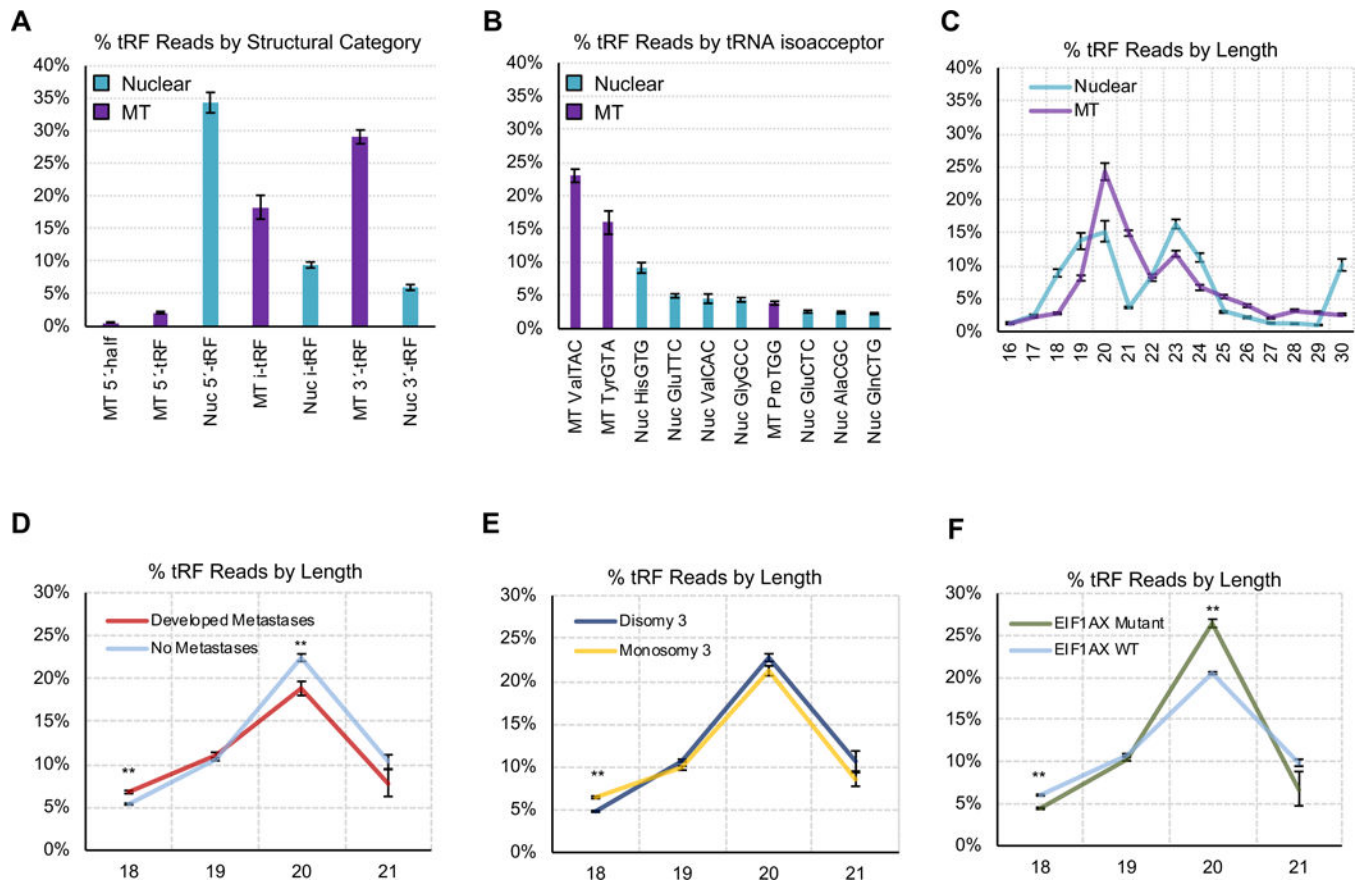 A
% tRF Reads by Structural Category
40%
35%
30%
25%
20%
15%
10%
5%
0%
Nuclear
MT
MT 5´-half
MT 5´-tRF
Nuc 5´-tRF
MT i-tRF
Nuc i-tRF
MT 3´-tRF
Nuc 3´-tRF
B
% tRF Reads by tRNA isoacceptor
40%
35%
30%
25%
20%
15%
10%
5%
0%
Nuclear
MT
MT ValTAC
MT TyrGTA
Nuc HisGTG
Nuc GluTTC
Nuc ValCAC
Nuc GlyGCC
MT ProTGG
Nuc GluCTC
Nuc AlaCGC
Nuc GlnCTG
C
% tRF Reads by Length
40%
35%
30%
25%
20%
15%
10%
5%
0%
Nuclear
MT
16 17 18 19 20 21 22 23 24 25 26 27 28 29 30
D
% tRF Reads by Length
30%
25%
20%
15%
10%
5%
0%
Developed Metastases
No Metastases
**
**
18 19 20 21
E
% tRF Reads by Length
30%
25%
20%
15%
10%
5%
0%
Disomy 3
Monosomy 3
**
18 19 20 21
F
% tRF Reads by Length
30%
25%
20%
15%
10%
5%
0%
EIF1AX Mutant
EIF1AX WT
**
**
18 19 20 21